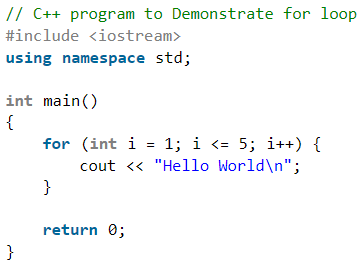 // C++ program to Demonstrate for loop
#include <iostream>
using namespace std;

int main()
{
    for (int i = 1; i <= 5; i++) {
        cout << "Hello World\n";
    }

    return 0;
}